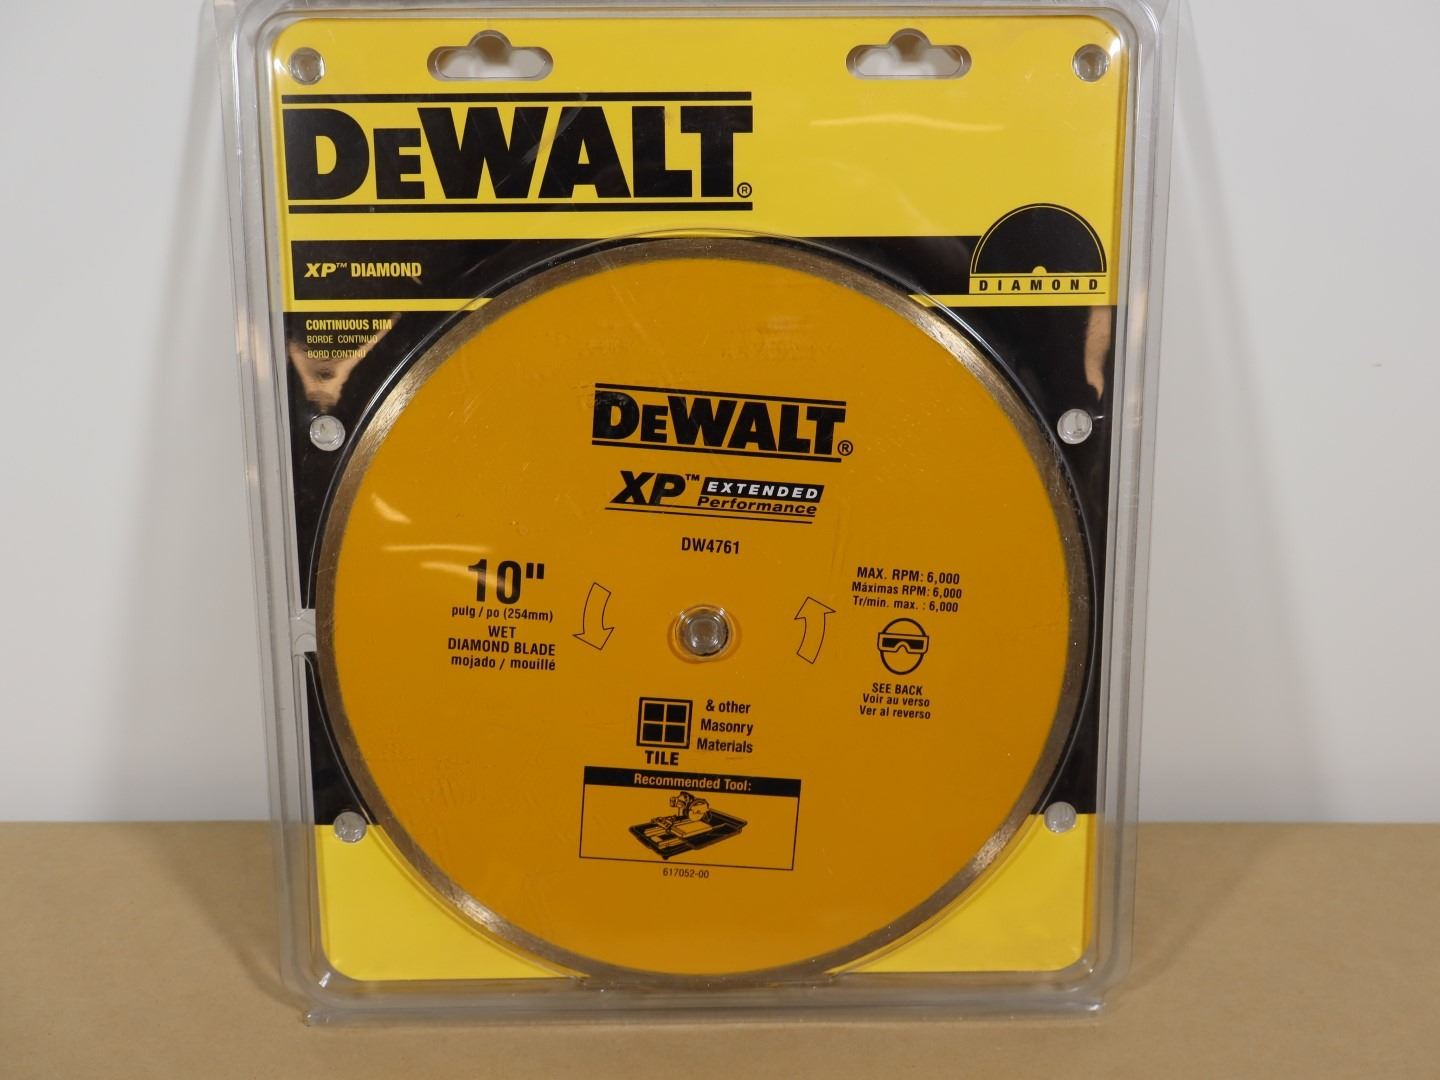 DEWALT®
XP™ DIAMOND
DIAMOND
CONTINUOUS RIM
BORDE CONTINUO
BORD CONTINU
DEWALT®
XP™ EXTENDED
Performance
DW4761
10"
pulg / po (254mm)
WET
DIAMOND BLADE
mojado / mouillé
MAX. RPM: 6,000
Máximas RPM: 6,000
Tr/min. max. : 6,000
SEE BACK
Voir au verso
Ver al reverso
& other
Masonry
Materials
TILE
Recommended Tool:
617052-00